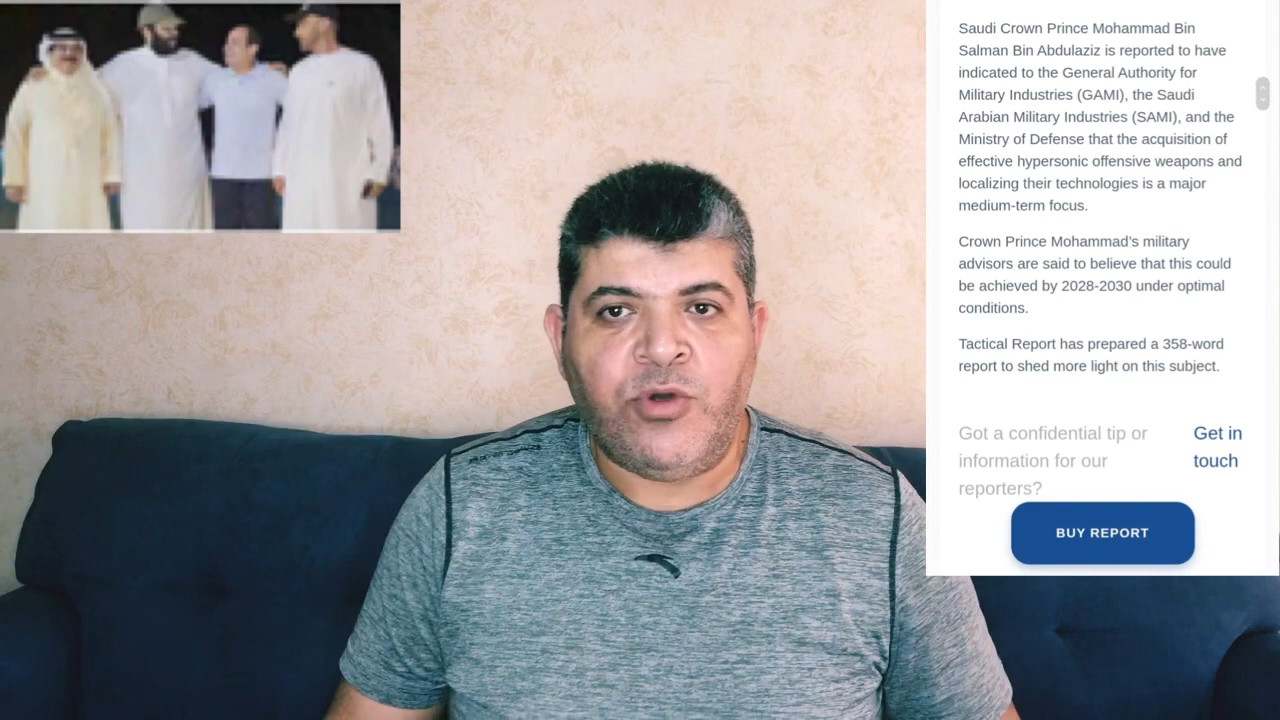 Saudi Crown Prince Mohammad Bin
Salman Bin Abdulaziz is reported to have
indicated to the General Authority for
Military Industries (GAMI), the Saudi
Arabian Military Industries (SAMI), and the
Ministry of Defense that the acquisition of
effective hypersonic offensive weapons and
localizing their technologies is a major
medium-term focus.
Crown Prince Mohammad’s military
advisors are said to believe that this could
be achieved by 2028-2030 under optimal
conditions.
Tactical Report has prepared a 358-word
report to shed more light on this subject.
Got a confidential tip or
information for our
reporters?
Get in
touch
BUY REPORT